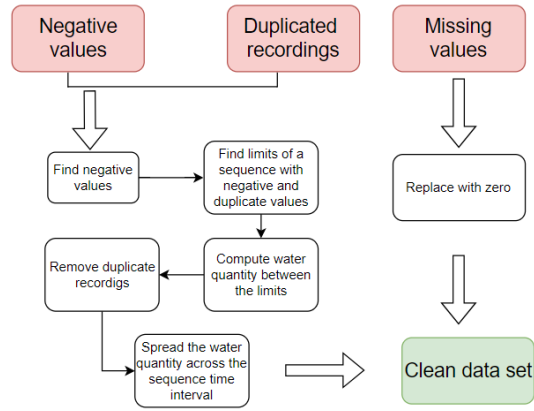 Negative
values
Duplicated
recordings
Missing
values
Find negative
values
Find limits of a
sequence with
negative and
duplicate values
Replace with zero
Remove duplicate
recordigs
Compute water
quantity between
the limits
Spread the water
quantity across the
sequence time
interval
Clean data set